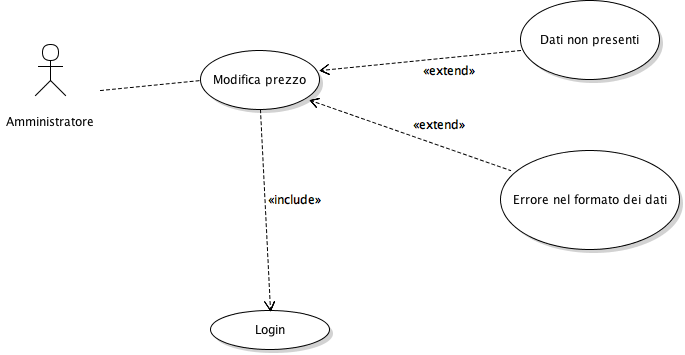 Dati non presenti
«extend»
Modifica prezzo
Amministratore
«extend»
Errore nel formato dei dati
«include»
Login